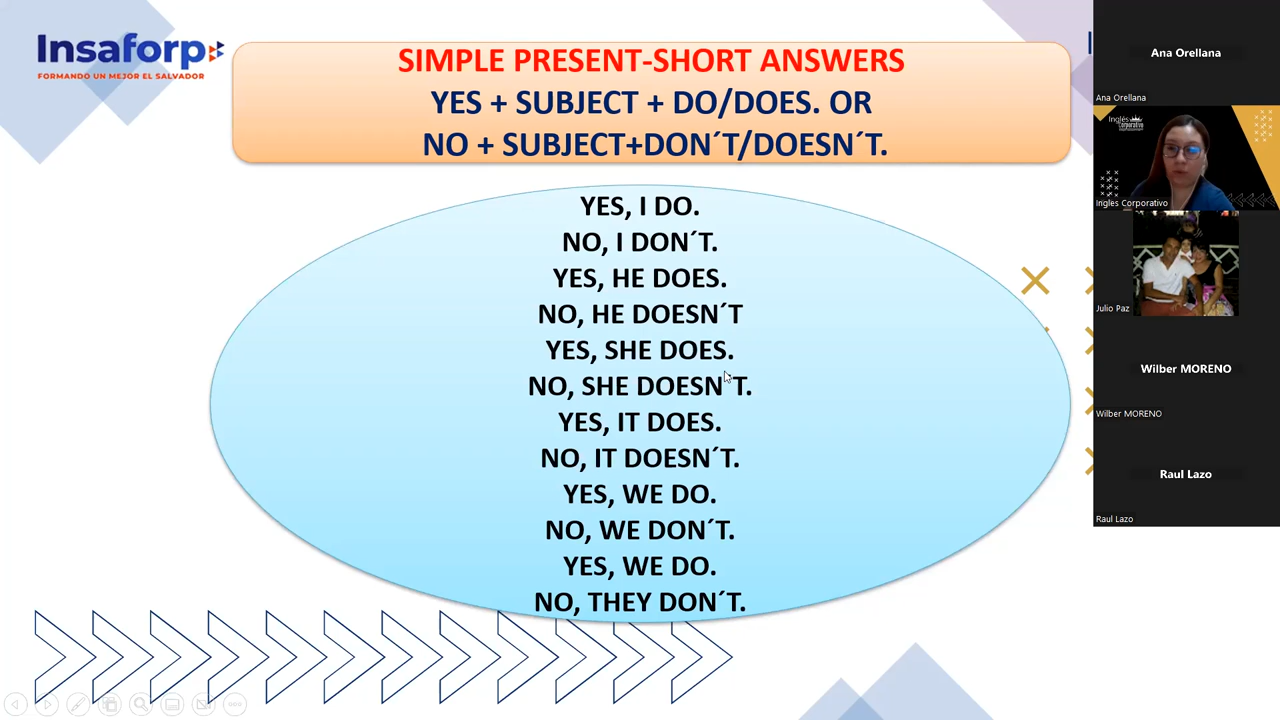 Insaforp
FORMANDO UN MEJOR EL SALVADOR
SIMPLE PRESENT-SHORT ANSWERS
YES + SUBJECT + DO/DOES. OR
NO + SUBJECT+DON´T/DOESN´T.
YES, I DO.
NO, I DON´T.
YES, HE DOES.
NO, HE DOESN´T
YES, SHE DOES.
NO, SHE DOESN´T.
YES, IT DOES.
NO, IT DOESN´T.
YES, WE DO.
NO, WE DON´T.
YES, WE DO.
NO, THEY DON´T.
Ana Orellana
Ana Orellana
Inglés
Corporativo
Ingles Corporativo
Julio Paz
Wilber MORENO
Wilber MORENO
Raul Lazo
Raul Lazo